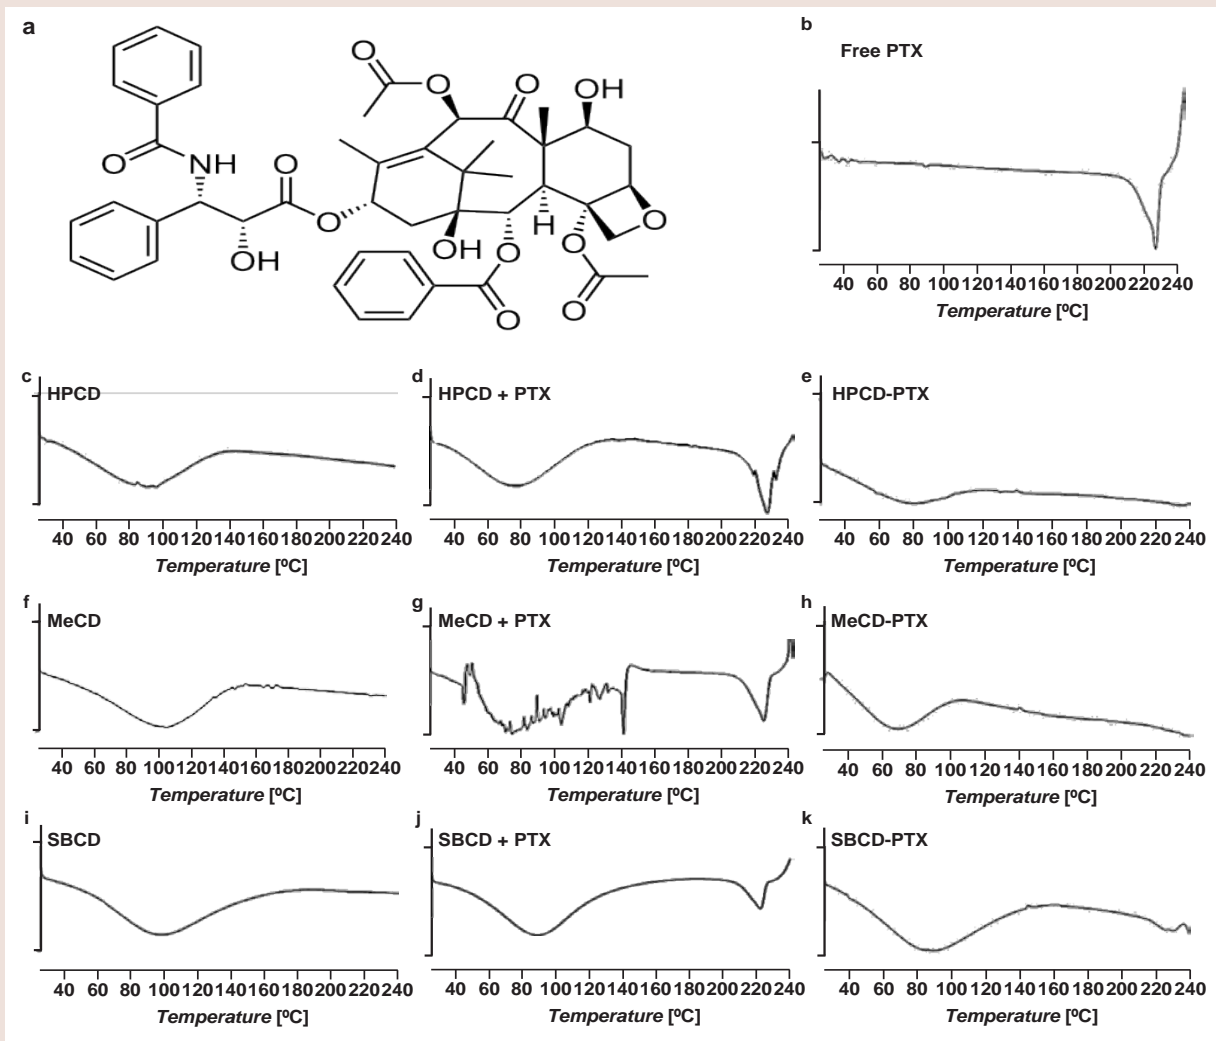 a
b
Free PTX
O
O
O
OH
O
NH
O
O
H
O
OH
OH
O
O
O
O
O
40 60 80 100 120 140 160 180 200 220 240
Temperature [ºC]
c
HPCD
d
HPCD + PTX
e
HPCD-PTX
40 60 80 100 120 140 160 180 200 220 240
40 60 80 100 120 140 160 180 200 220 240
40 60 80 100 120 140 160 180 200 220 240
Temperature [ºC]
Temperature [ºC]
Temperature [ºC]
f
MeCD
g
MeCD + PTX
h
MeCD-PTX
40 60 80 100 120 140 160 180 200 220 240
40 60 80 100 120 140 160 180 200 220 240
40 60 80 100 120 140 160 180 200 220 240
Temperature [ºC]
Temperature [ºC]
Temperature [ºC]
i
SBCD
j
SBCD + PTX
k
SBCD-PTX
40 60 80 100 120 140 160 180 200 220 240
40 60 80 100 120 140 160 180 200 220 240
40 60 80 100 120 140 160 180 200 220 240
Temperature [ºC]
Temperature [ºC]
Temperature [ºC]